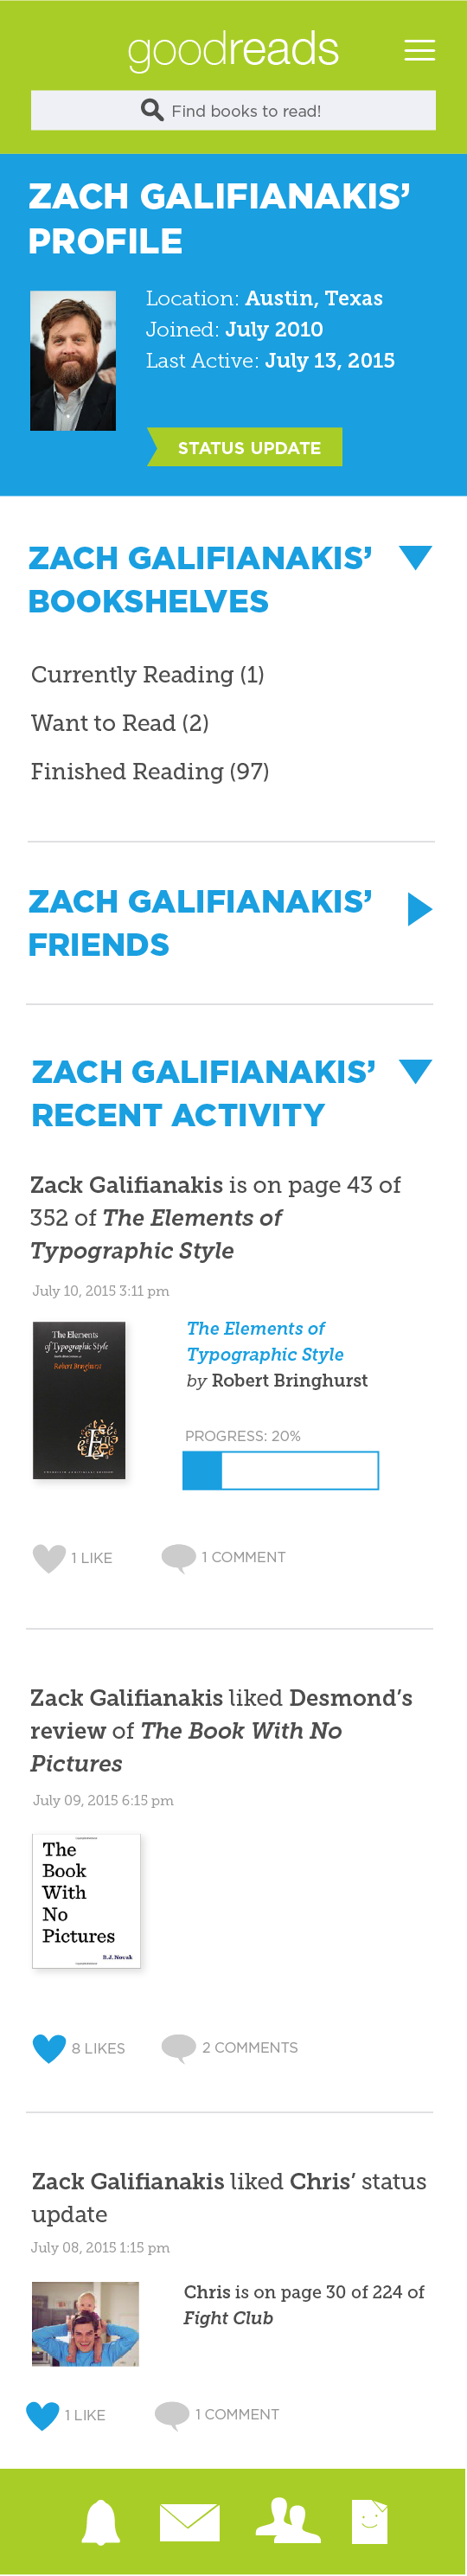 goodreads
Find books to read!
ZACH GALIFIANAKIS’
PROFILE
Location: Austin, Texas
Joined: July 2010
Last Active: July 13, 2015
STATUS UPDATE
ZACH GALIFIANAKIS’
BOOKSHELVES
Currently Reading (1)
Want to Read (2)
Finished Reading (97)
ZACH GALIFIANAKIS’
FRIENDS
ZACH GALIFIANAKIS’
RECENT ACTIVITY
Zack Galifianakis is on page 43 of
352 of The Elements of
Typographic Style
July 10, 2015 3:11 pm
The Elements
of Typographic Style
Robert Bringhurst
The Elements of
Typographic Style
by Robert Bringhurst
PROGRESS: 20%
1 LIKE
1 COMMENT
Zack Galifianakis liked Desmond’s
review of The Book With No
Pictures
July 09, 2015 6:15 pm
The
Book
With
No
Pictures
B.J. Novak
8 LIKES
2 COMMENTS
Zack Galifianakis liked Chris’ status
update
July 08, 2015 1:15 pm
Chris is on page 30 of 224 of
Fight Club
1 LIKE
1 COMMENT